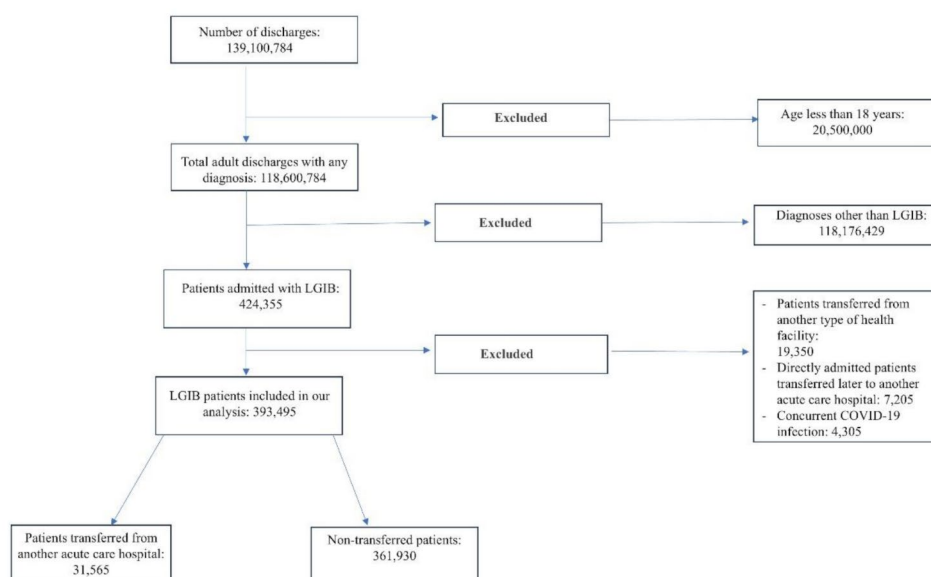 Number of discharges:
139,100,784
Excluded
Age less than 18 years:
20,500,000
Total adult discharges with any
diagnosis: 118,600,784
Excluded
Diagnoses other than LGIB:
118,176,429
Patients admitted with LGIB:
424,355
Excluded
- Patients transferred from
another type of health
facility:
19,350
- Directly admitted patients
transferred later to another
acute care hospital: 7,205
- Concurrent COVID-19
infection: 4,305
LGIB patients included in our
analysis: 393,495
Patients transferred from
another acute care hospital:
31,565
Non-transferred patients:
361,930